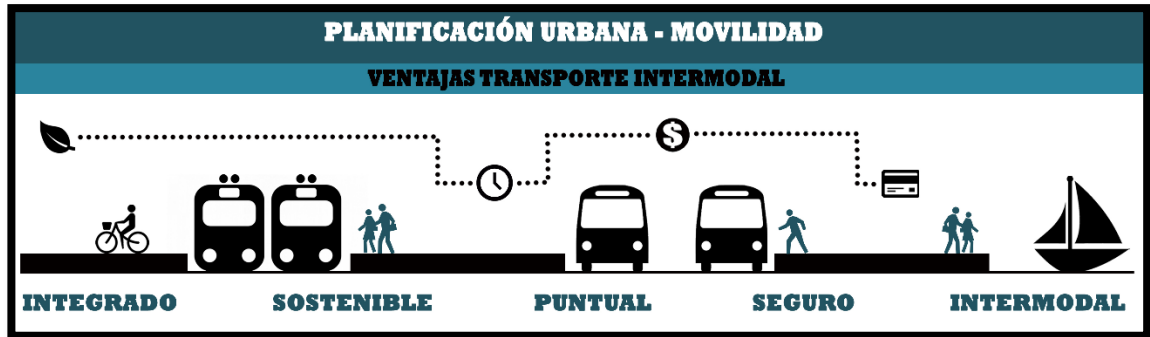 PLANIFICACIÓN URBANA - MOVILIDAD
VENTAJAS TRANSPORTE INTERMODAL
$
INTEGRADO SOSTENIBLE PUNTUAL SEGURO INTERMODAL